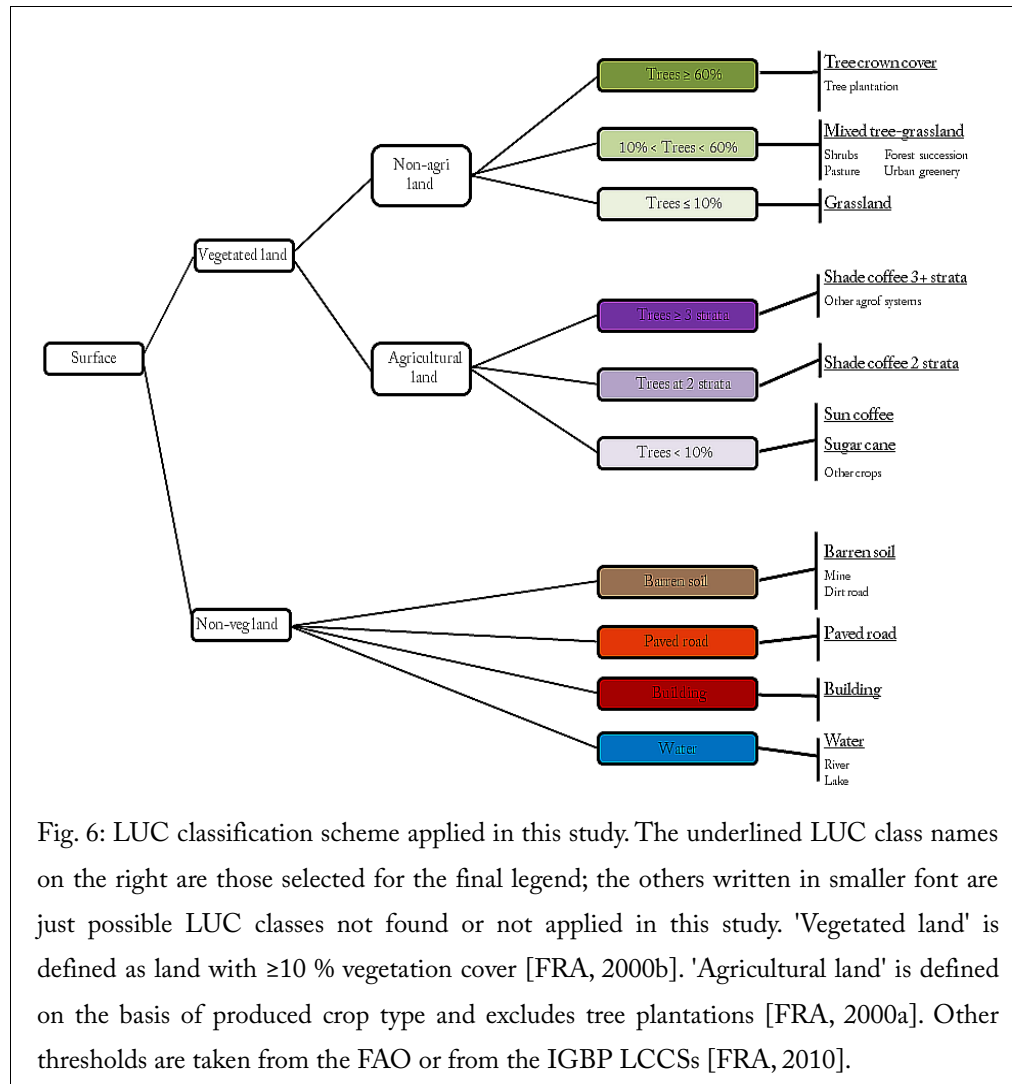 Trees ≥ 60%
Tree crown cover
Tree plantation
Non-agri
land
10% < Trees < 60%
Mixed tree-grassland
Shrubs Forest succession
Pasture Urban greenery
Trees ≤ 10%
Grassland
Vegetated land
Shade coffee 3+ strata
Other agrof systems
Trees ≥ 3 strata
Surface
Agricultural
land
Trees at 2 strata
Shade coffee 2 strata
Trees < 10%
Sun coffee
Sugar cane
Other crops
Non-veg land
Barren soil
Barren soil
Mine
Dirt road
Paved road
Paved road
Building
Building
Water
Water
River
Lake
Fig. 6: LUC classification scheme applied in this study. The underlined LUC class names
on the right are those selected for the final legend; the others written in smaller font are
just possible LUC classes not found or not applied in this study. 'Vegetated land' is
defined as land with ≥10 % vegetation cover [FRA, 2000b]. 'Agricultural land' is defined
on the basis of produced crop type and excludes tree plantations [FRA, 2000a]. Other
thresholds are taken from the FAO or from the IGBP LCCSs [FRA, 2010].